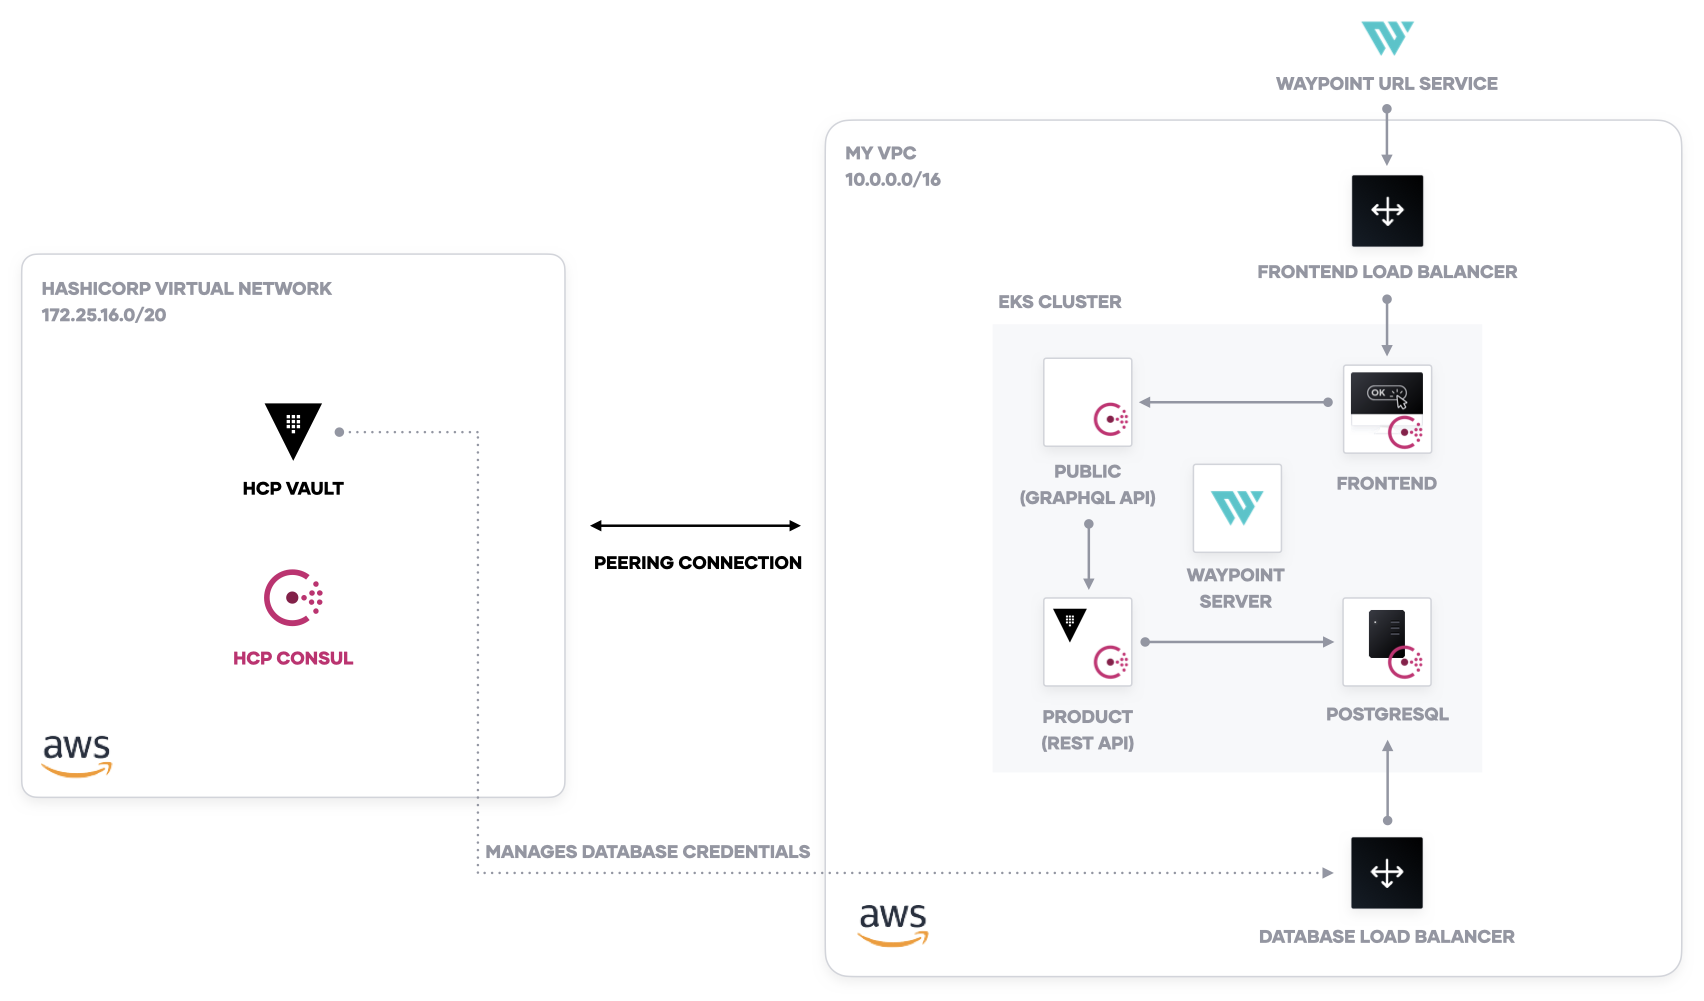 WAYPOINT URL SERVICE
MY VPC
10.0.0.0/16
FRONTEND LOAD BALANCER
HASHICORP VIRTUAL NETWORK
172.25.16.0/20
EKS CLUSTER
OK
HCP VAULT
PUBLIC
(GRAPHQL API)
FRONTEND
PEERING CONNECTION
WAYPOINT
SERVER
HCP CONSUL
PRODUCT
(REST API)
POSTGRESQL
aws
MANAGES DATABASE CREDENTIALS
aws
DATABASE LOAD BALANCER